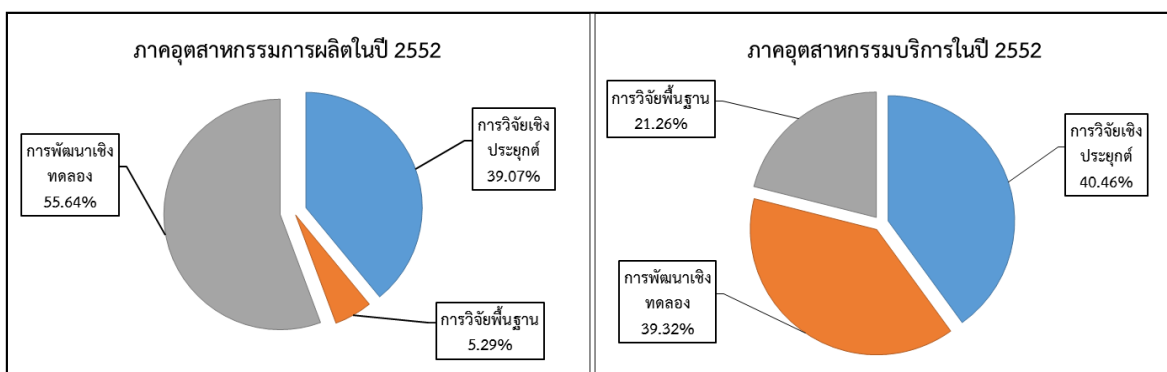 ภาคอุตสาหกรรมการผลิตในปี 2552
การวิจัยเชิง
ประยุกต์
39.07%
การพัฒนาเชิง
ทดลอง
55.64%
การวิจัยพื้นฐาน
5.29%
ภาคอุตสาหกรรมบริการในปี 2552
การวิจัยพื้นฐาน
21.26%
การวิจัยเชิง
ประยุกต์
40.46%
การพัฒนาเชิง
ทดลอง
39.32%